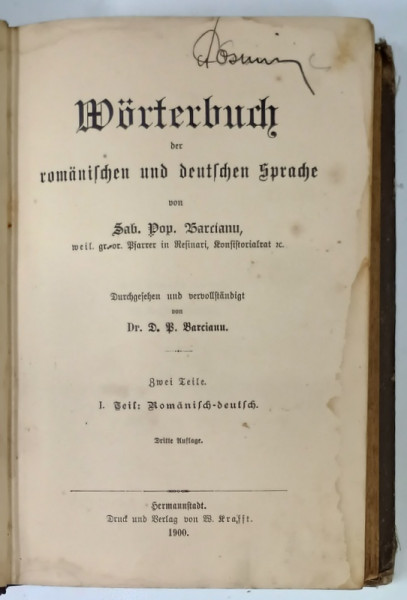 Wörterbuch
der
romänischen und deutschen Sprache
von
Sab. Pop. Barcianu,
weil. gr.-or. Pfarrer in Resinari, Konsistorialrat ꝛc.
Durchgesehen und vervollständigt
von
Dr. D. P. Barcianu.
Zwei Teile.
I. Teil: Romänisch-deutsch.
Dritte Auflage.
Hermannstadt.
Druck und Verlag von W. Krafft.
1900.